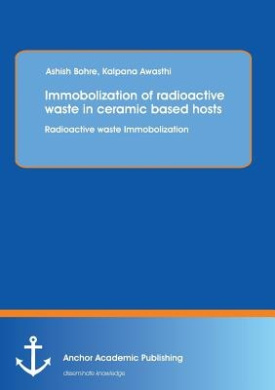 Ashish Bohre, Kalpana Awasthi
Immobolization of radioactive
waste in ceramic based hosts
Radioactive waste Immobolization
Anchor Academic Publishing
disseminate knowledge